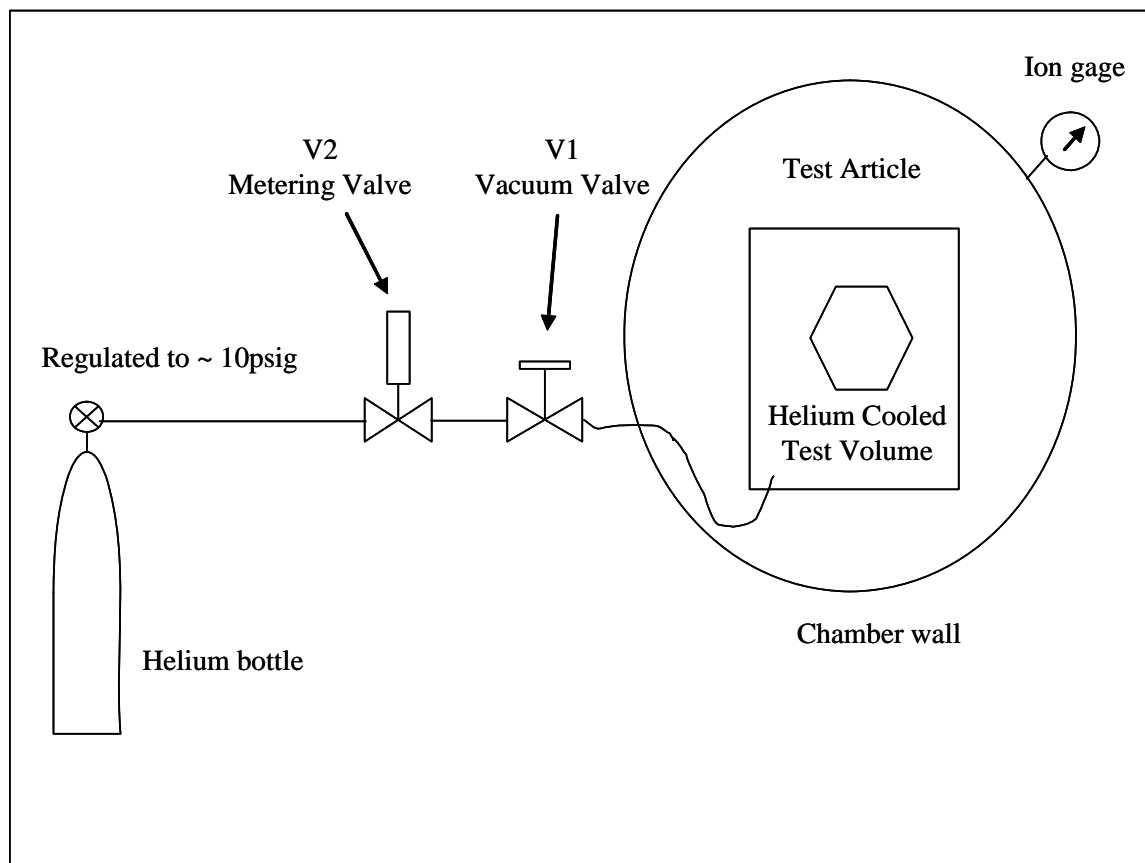 Ion gage
V2
Metering Valve
V1
Vacuum Valve
Test Article
Regulated to ~ 10psig
Helium Cooled
Test Volume
Chamber wall
Helium bottle